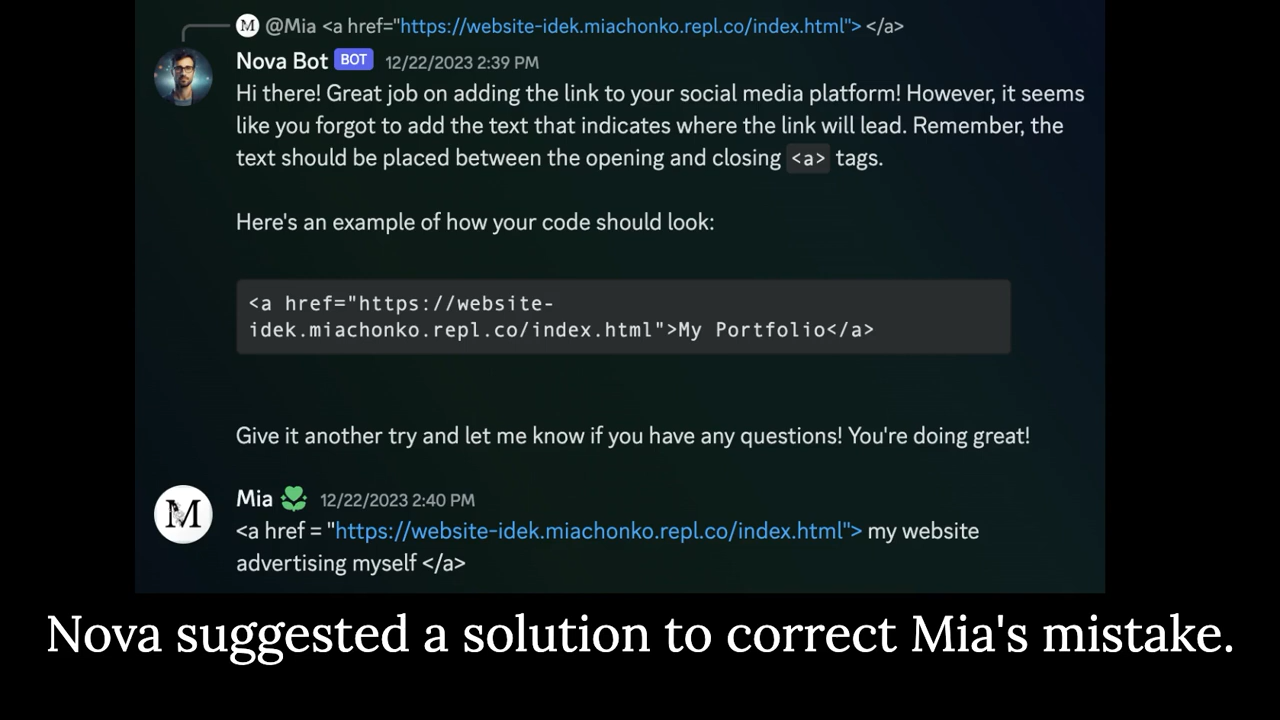 M @Mia <a href="https://website-idek.miachonko.repl.co/index.html"> </a>
Nova Bot BOT 12/22/2023 2:39 PM
Hi there! Great job on adding the link to your social media platform! However, it seems
like you forgot to add the text that indicates where the link will lead. Remember, the
text should be placed between the opening and closing <a> tags.
Here's an example of how your code should look:
<a href="https://website-
idek.miachonko.repl.co/index.html">My Portfolio</a>
Give it another try and let me know if you have any questions! You're doing great!
M
Mia 12/22/2023 2:40 PM
<a href = "https://website-idek.miachonko.repl.co/index.html"> my website
advertising myself </a>
Nova suggested a solution to correct Mia's mistake.